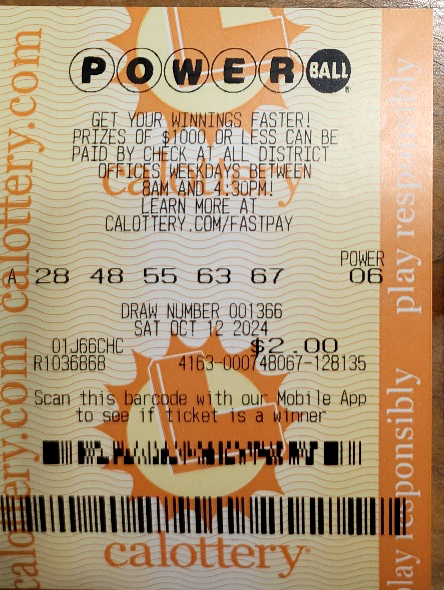 POWER BALL
GET YOUR WINNINGS FASTER!
PRIZES OF $1000 OR LESS CAN BE
PAID BY CHECK AT ALL DISTRICT
OFFICES WEEKDAYS BETWEEN
8AM AND 4:30PM!
LEARN MORE AT
CALOTTERY.COM/FASTPAY
POWER
A 28 48 55 63 67 06
DRAW NUMBER 001366
SAT OCT 12 2024
01J66CHC $2.00
R1036868 4163-000748067-128135
Scan this barcode with our Mobile App
to see if ticket is a winner
calottery
calottery
calottery.com calottery.com
play responsibly play responsibly